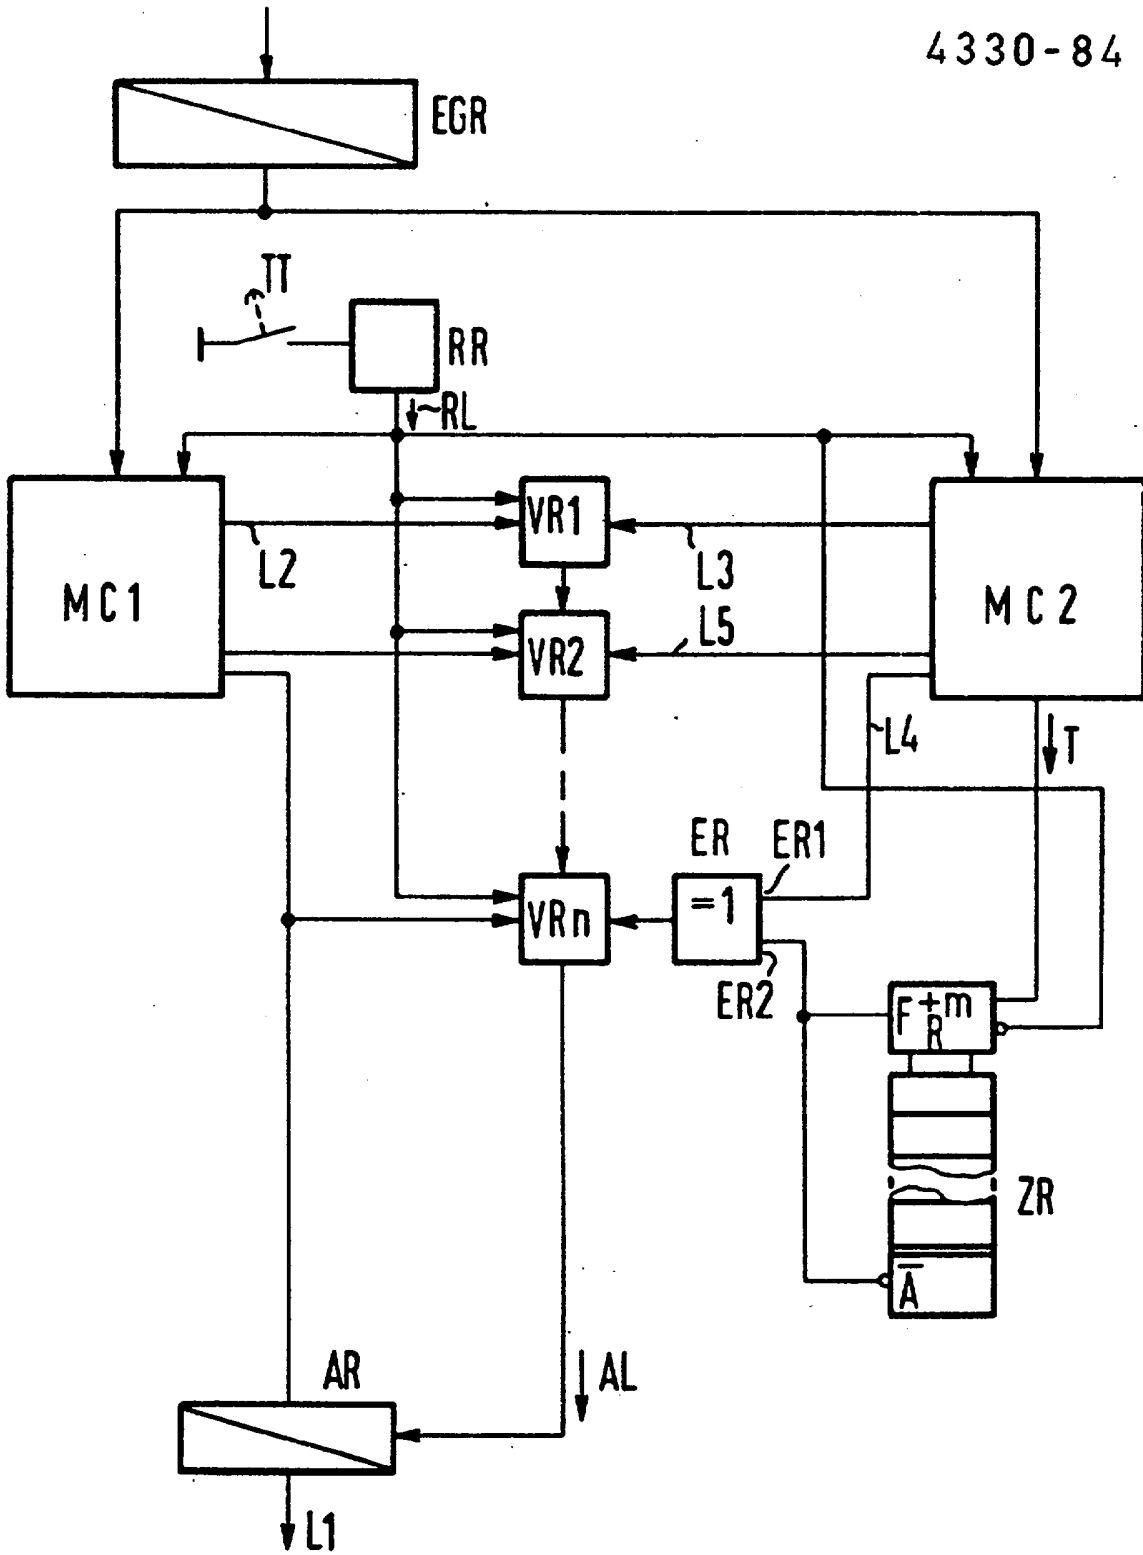 4330-84
EGR
TT
RR
RL
MC1
VR1
L2
L3
MC2
VR2
L5
L4
T
ER
ER1
=1
VRn
ER2
F +m
R
ZR
A̅
AR
AL
L1